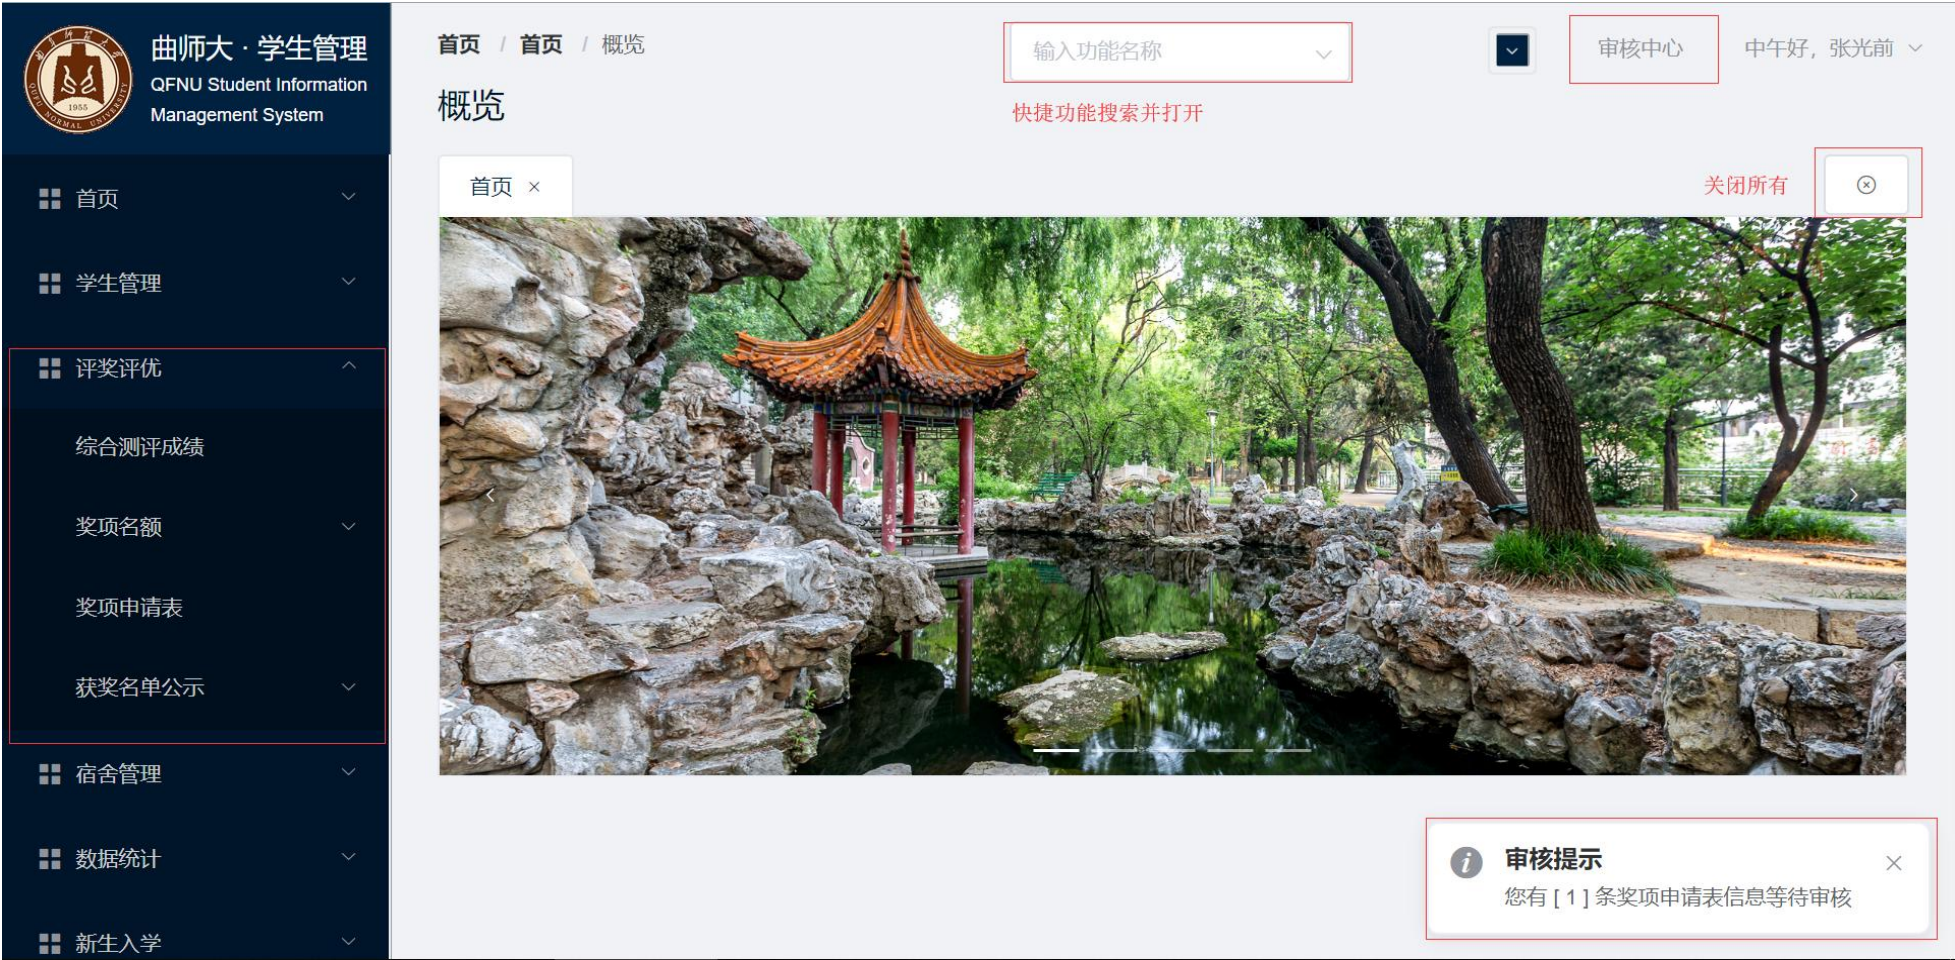 曲师大 · 学生管理
QFNU Student Information
Management System
首页 / 首页 / 概览
概览
输入功能名称
快捷功能搜索并打开
审核中心
中午好，张光前
首页 ×
关闭所有
首页
学生管理
评奖评优
综合测评成绩
奖项名额
奖项申请表
获奖名单公示
宿舍管理
数据统计
新生入学
审核提示
您有 [ 1 ] 条奖项申请表信息等待审核
1955